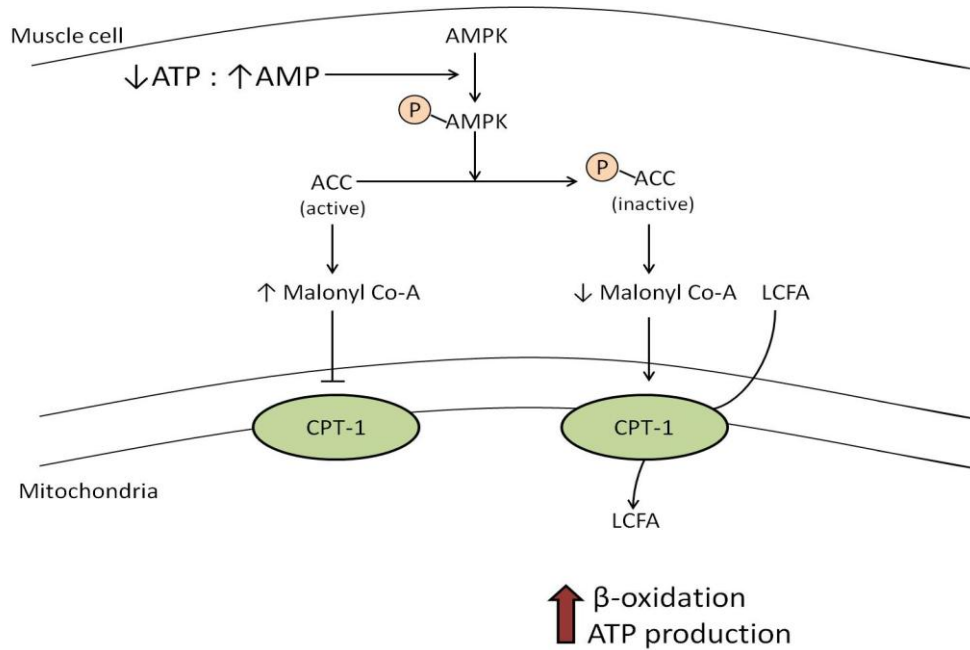 Muscle cell
AMPK
↓ATP : ↑AMP
P
AMPK
P
ACC
(active)
ACC
(inactive)
↑ Malonyl Co-A
↓ Malonyl Co-A
LCFA
CPT-1
CPT-1
Mitochondria
LCFA
β-oxidation
ATP production